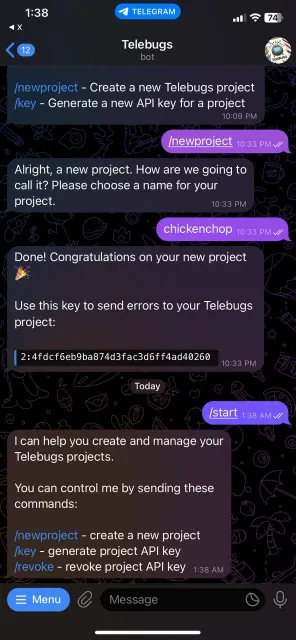 1:38
TELEGRAM
74
X
12
Telebugs
bot
/newproject - Create a new Telebugs project
/key - Generate a new API key for a project
10:09 PM
/newproject 10:33 PM
Alright, a new project. How are we going to
call it? Please choose a name for your
project.
10:33 PM
chickenchop 10:33 PM
Done! Congratulations on your new project
🎉
Use this key to send errors to your Telebugs
project:
2:4fdcf6eb9ba874d3fac3d6ff4ad40260
10:33 PM
Today
/start 1:38 AM
I can help you create and manage your
Telebugs projects.
You can control me by sending these
commands:
/newproject - create a new project
/key - generate project API key
/revoke - revoke project API key 1:38 AM
Menu
Message